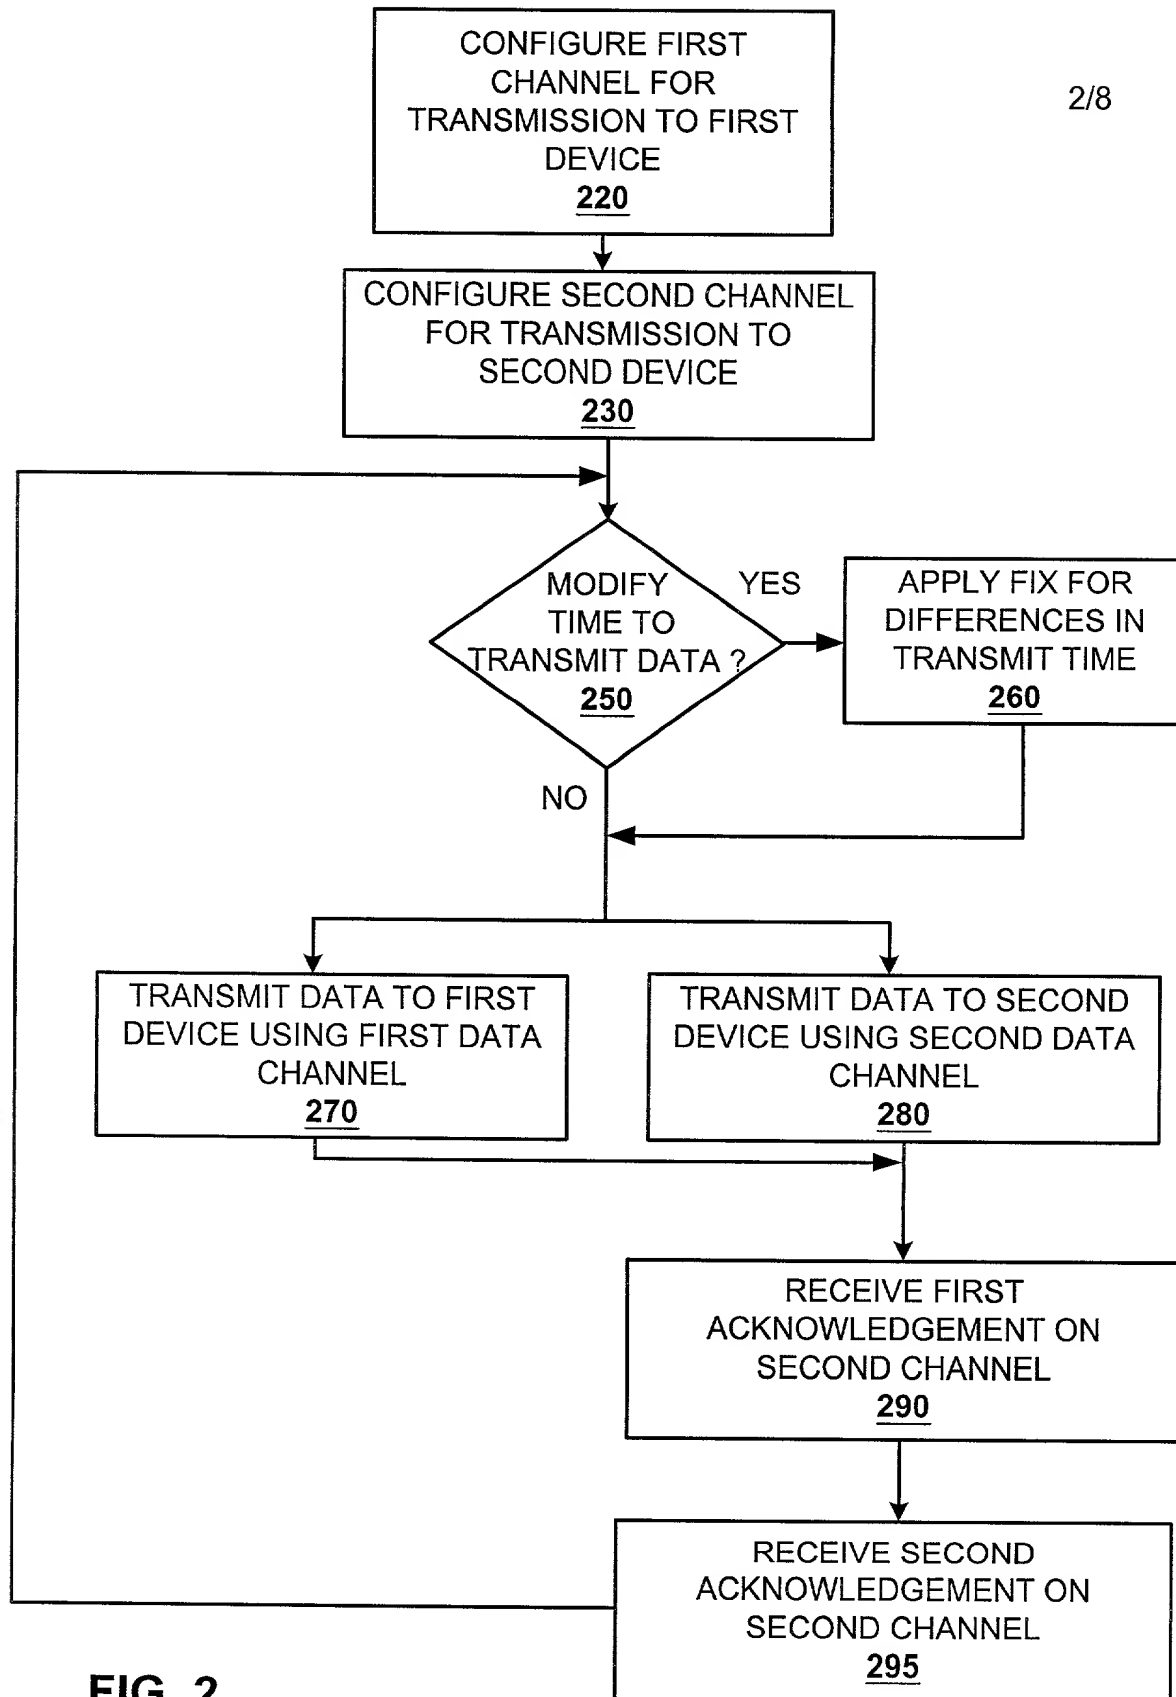 CONFIGURE FIRST
CHANNEL FOR
TRANSMISSION TO FIRST
DEVICE
220
2/8
CONFIGURE SECOND CHANNEL
FOR TRANSMISSION TO
SECOND DEVICE
230
MODIFY
TIME TO
TRANSMIT DATA ?
250
YES
APPLY FIX FOR
DIFFERENCES IN
TRANSMIT TIME
260
NO
TRANSMIT DATA TO FIRST
DEVICE USING FIRST DATA
CHANNEL
270
TRANSMIT DATA TO SECOND
DEVICE USING SECOND DATA
CHANNEL
280
RECEIVE FIRST
ACKNOWLEDGEMENT ON
SECOND CHANNEL
290
RECEIVE SECOND
ACKNOWLEDGEMENT ON
SECOND CHANNEL
295
FIG. 2